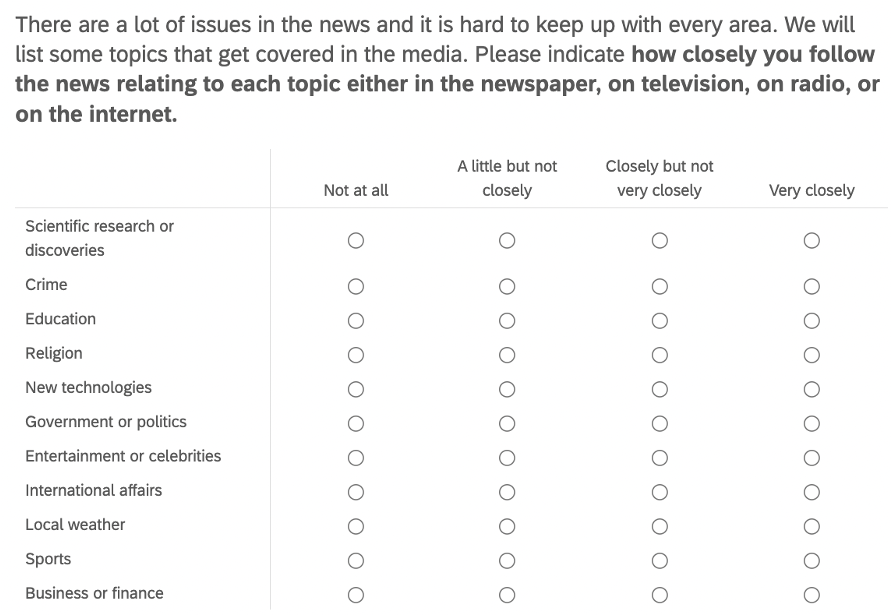 There are a lot of issues in the news and it is hard to keep up with every area. We will
list some topics that get covered in the media. Please indicate how closely you follow
the news relating to each topic either in the newspaper, on television, on radio, or
on the internet.
Not at all
A little but not
closely
Closely but not
very closely
Very closely
Scientific research or
discoveries
Crime
Education
Religion
New technologies
Government or politics
Entertainment or celebrities
International affairs
Local weather
Sports
Business or finance